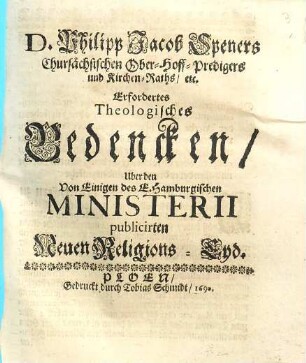 D. Philipp Jacob Speners
Chursächsischen Ober-Hoff-Predigers
und Kirchen-Raths/ etc.
Erfordertes
Theologisches
Bedencken/
Uber den
Von Einigen des E. Hamburgischen
MINISTERII
publicirten
Neuen Religions-Eyd.
PLOEN/
Gedruckt durch Tobias Schmidt/ 1690.